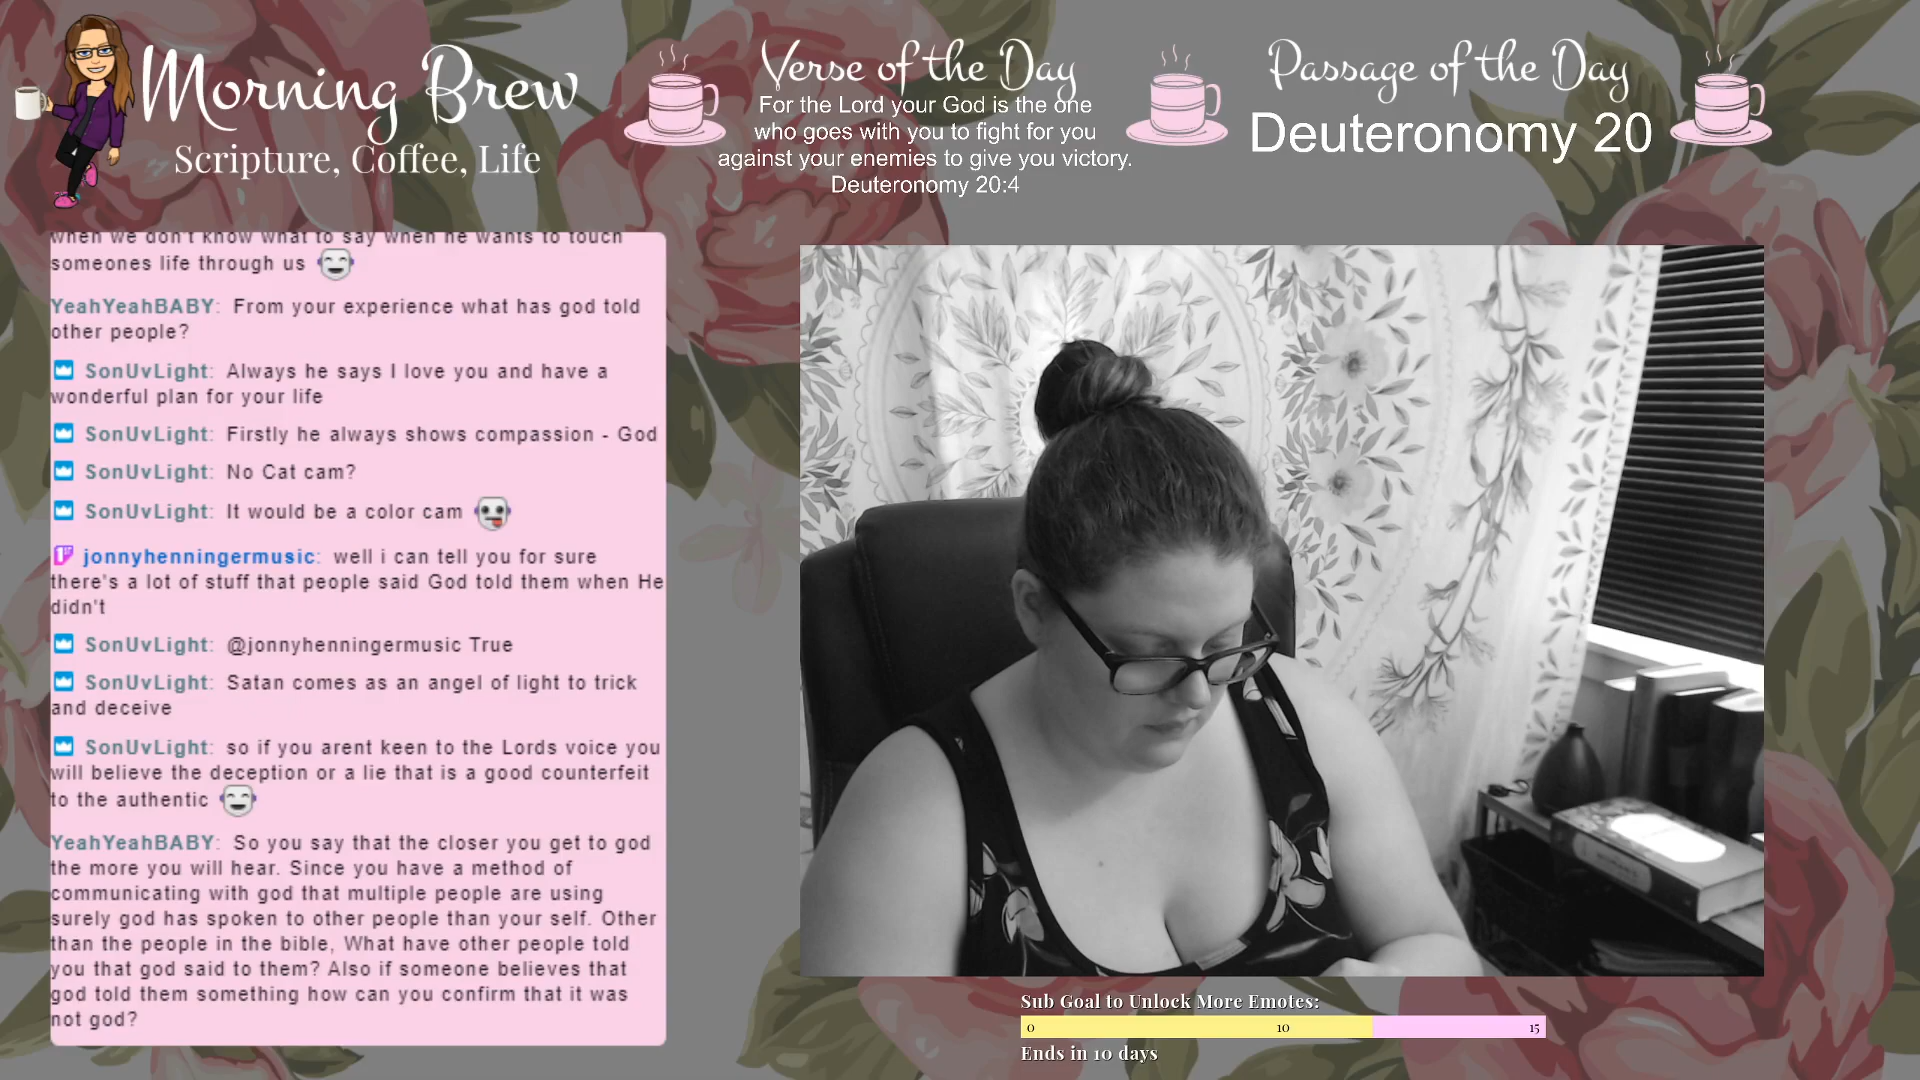 Morning Brew
Scripture, Coffee, Life
Verse of the Day
For the Lord your God is the one
who goes with you to fight for you
against your enemies to give you victory.
Deuteronomy 20:4
Passage of the Day
Deuteronomy 20
when we don't know what to say when he wants to touch
someones life through us
YeahYeahBABY: From your experience what has god told
other people?
SonUvLight: Always he says I love you and have a
wonderful plan for your life
SonUvLight: Firstly he always shows compassion - God
SonUvLight: No Cat cam?
SonUvLight: It would be a color cam
jonnyhenningermusic: well i can tell you for sure
there's a lot of stuff that people said God told them when He
didn't
SonUvLight: @jonnyhenningermusic True
SonUvLight: Satan comes as an angel of light to trick
and deceive
SonUvLight: so if you arent keen to the Lords voice you
will believe the deception or a lie that is a good counterfeit
to the authentic
YeahYeahBABY: So you say that the closer you get to god
the more you will hear. Since you have a method of
communicating with god that multiple people are using
surely god has spoken to other people than your self. Other
than the people in the bible, What have other people told
you that god said to them? Also if someone believes that
god told them something how can you confirm that it was
not god?
Sub Goal to Unlock More Emotes:
0 10 15
Ends in 10 days